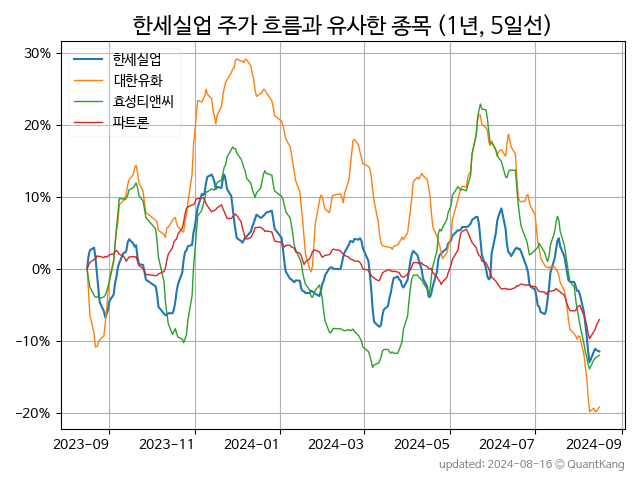 한세실업 주가 흐름과 유사한 종목 (1년, 5일선)
한세실업
대한유화
효성티앤씨
파트론
30%
20%
10%
0%
−10%
−20%
2023-09 2023-11 2024-01 2024-03 2024-05 2024-07 2024-09
updated: 2024-08-16 © QuantKang